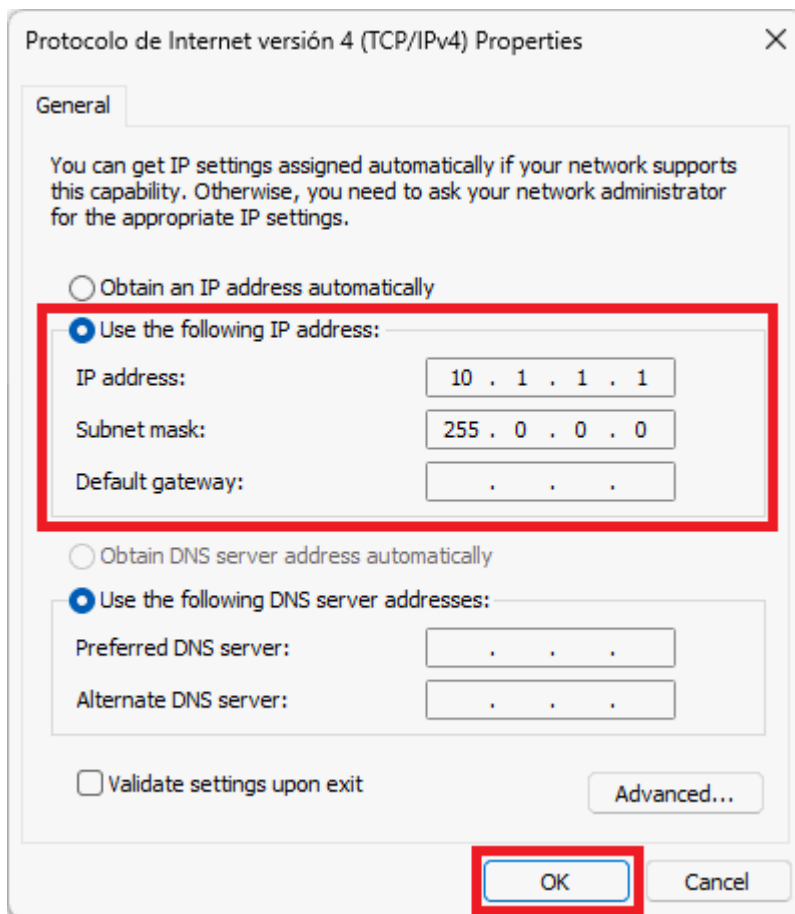 Protocolo de Internet versión 4 (TCP/IPv4) Properties
General
You can get IP settings assigned automatically if your network supports
this capability. Otherwise, you need to ask your network administrator
for the appropriate IP settings.
Obtain an IP address automatically
Use the following IP address:
IP address: 10 . 1 . 1 . 1
Subnet mask: 255 . 0 . 0 . 0
Default gateway: . . .
Obtain DNS server address automatically
Use the following DNS server addresses:
Preferred DNS server: . . .
Alternate DNS server: . . .
Validate settings upon exit
Advanced...
OK Cancel